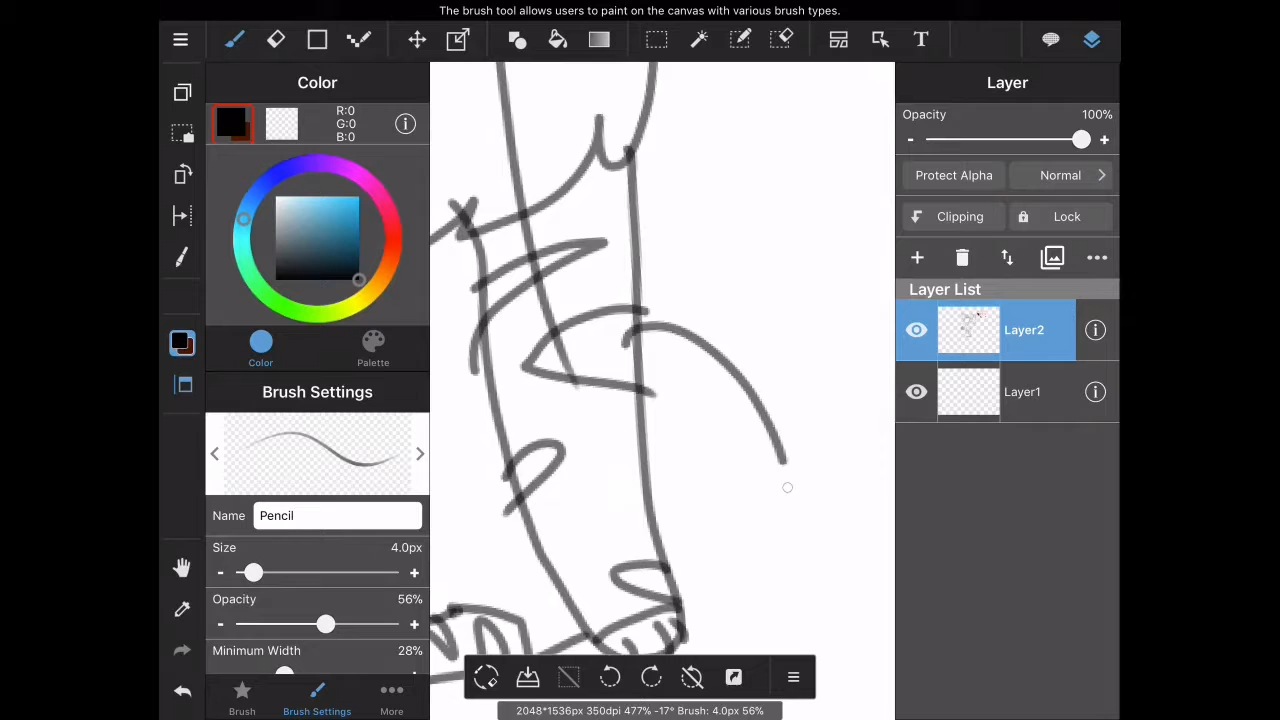 The brush tool allows users to paint on the canvas with various brush types.
T
Color
R:0
G:0
B:0
Color
Palette
Brush Settings
Name Pencil
Size 4.0px
- +
Opacity 56%
- +
Minimum Width 28%
Brush
Brush Settings
More
2048*1536px 350dpi 477% -17° Brush: 4.0px 56%
Layer
Opacity 100%
- +
Protect Alpha Normal
Clipping Lock
Layer List
Layer2
Layer1